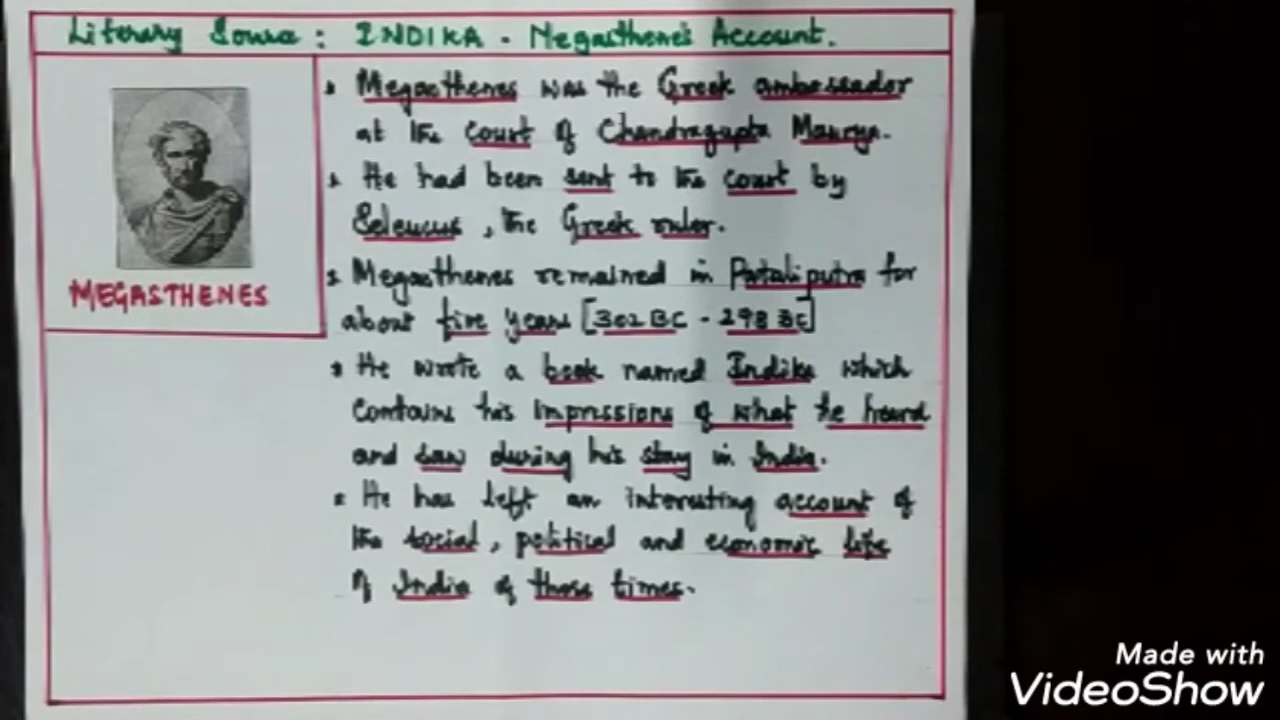 Literary Source : INDIKA - Megasthenes Account.
MEGASTHENES
* Megasthenes was the Greek ambassador
at the court of Chandragupta Maurya.
* He had been sent to the court by
Seleucus, the Greek ruler.
* Megasthenes remained in Pataliputra for
about five years [302 BC - 298 BC]
* He wrote a book named Indika which
contains his impressions of what he heard
and saw during his stay in India.
* He has left an interesting account of
the social, political and economic life
of India of those times.
Made with
VideoShow